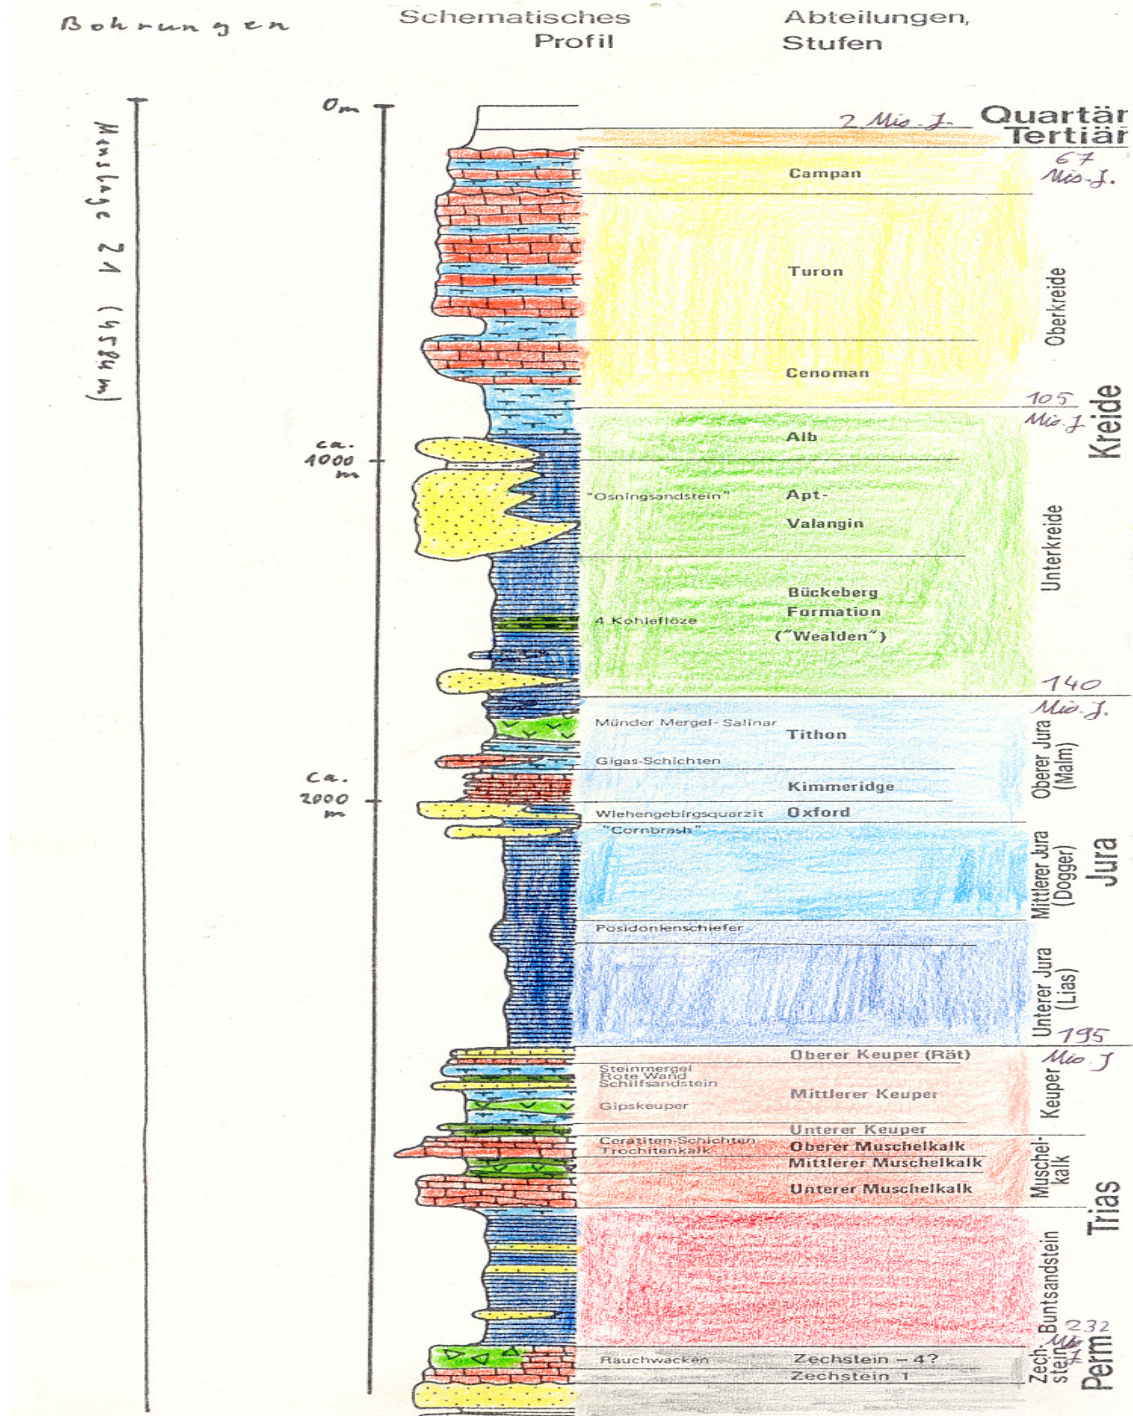 Bohrungen
Schematisches
Profil
Abteilungen,
Stufen
Menslage 21 (4584 m)
0m
2 Mio. J.
Quartär
Tertiär
67
Mio. J.
Campan
Turon
Oberkreide
Cenoman
105
Mio. J.
Kreide
ca.
1000
m
Alb
"Osningsandstein"
Apt-
Valangin
Unterkreide
Bückeberg
Formation
("Wealden")
4 Kohleflöze
140
Mio. J.
Münder Mergel-Salinar
Tithon
Gigas-Schichten
Oberer Jura
(Malm)
Kimmeridge
ca.
2000
m
Wiehengebirgsquarzit
Oxford
"Cornbrash"
Mittlerer Jura
(Dogger)
Jura
Posidonienschiefer
Unterer Jura
(Lias)
195
Mio. J
Oberer Keuper (Rät)
Steinmergel
Rote Wand
Schilfsandstein
Mittlerer Keuper
Gipskeuper
Keuper
Unterer Keuper
Ceratiten-Schichten
Trochitenkalk
Oberer Muschelkalk
Mittlerer Muschelkalk
Unterer Muschelkalk
Muschel-
kalk
Trias
Buntsandstein
232
Mio.
J
Rauchwacken
Zechstein – 4?
Zechstein 1
Zech-
stein
Perm